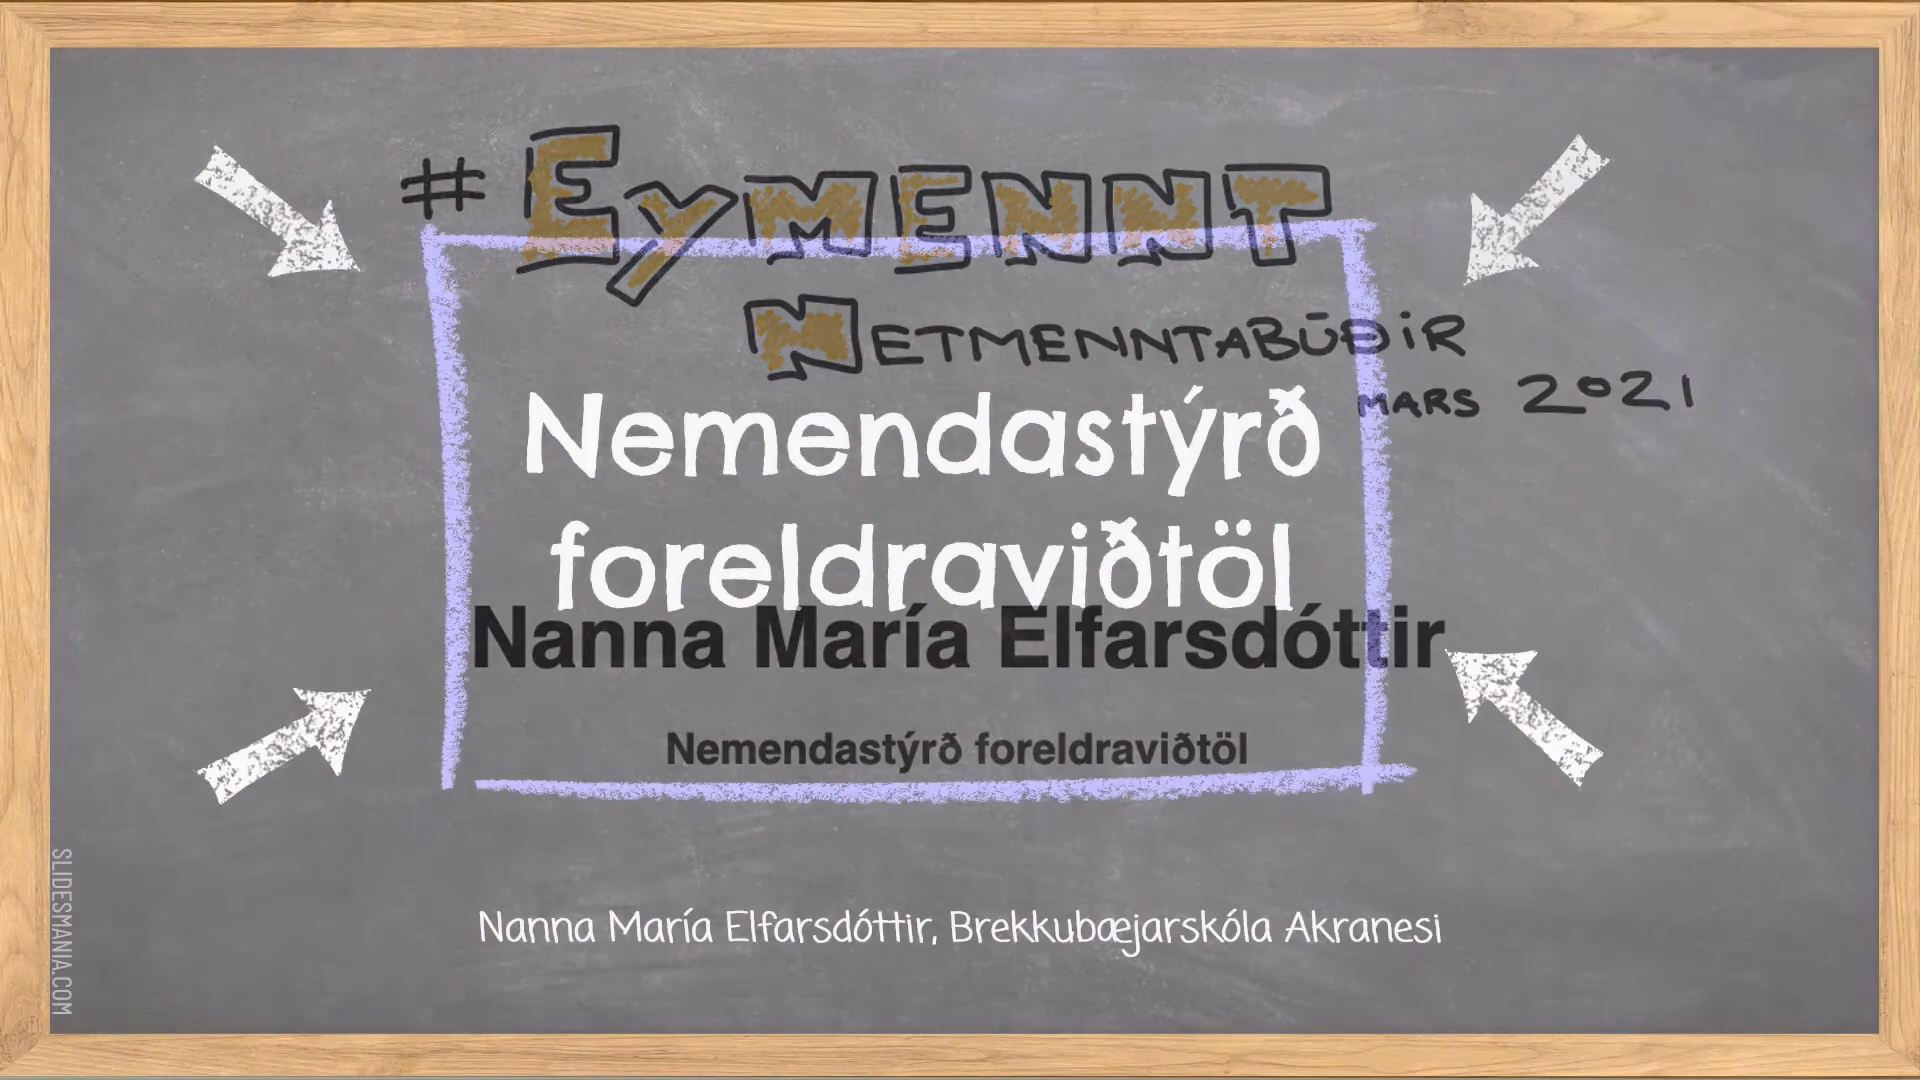 #EYMENNT
NETMENNTABÚÐIR
MARS 2021
Nemendastýrð
foreldraviðtöl
Nanna María Elfarsdóttir
Nemendastýrð foreldraviðtöl
Nanna María Elfarsdóttir, Brekkubæjarskóla Akranesi
SLIDESMANIA.COM